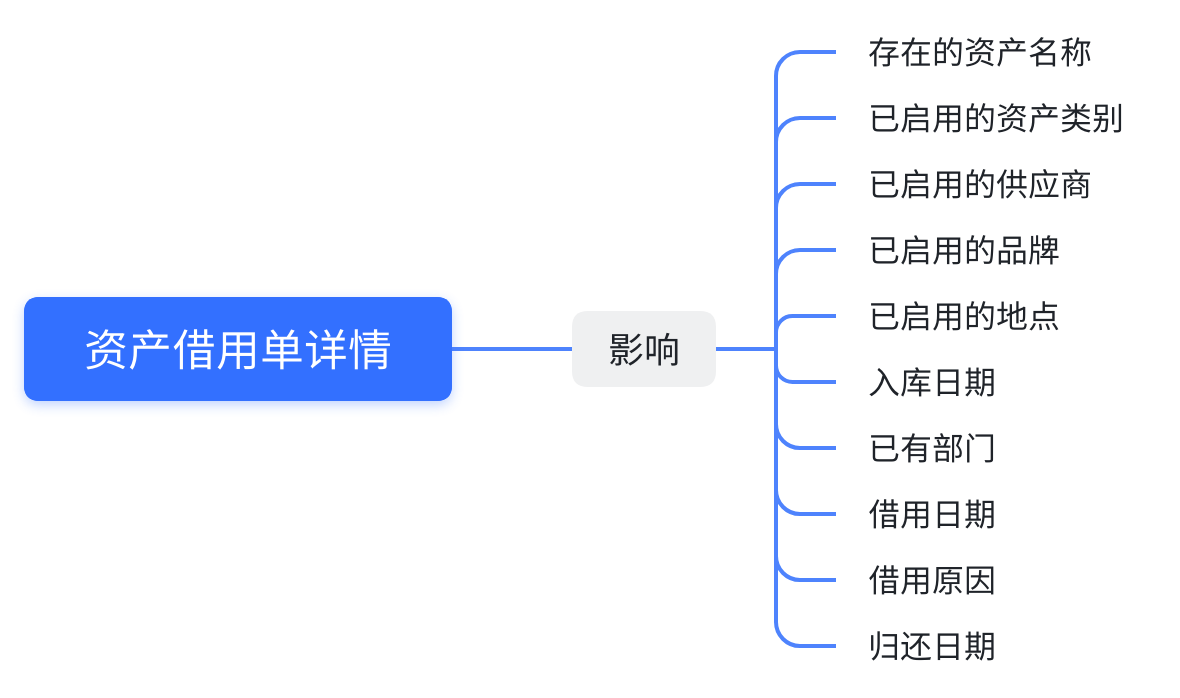 资产借用单详情
影响
存在的资产名称
已启用的资产类别
已启用的供应商
已启用的品牌
已启用的地点
入库日期
已有部门
借用日期
借用原因
归还日期